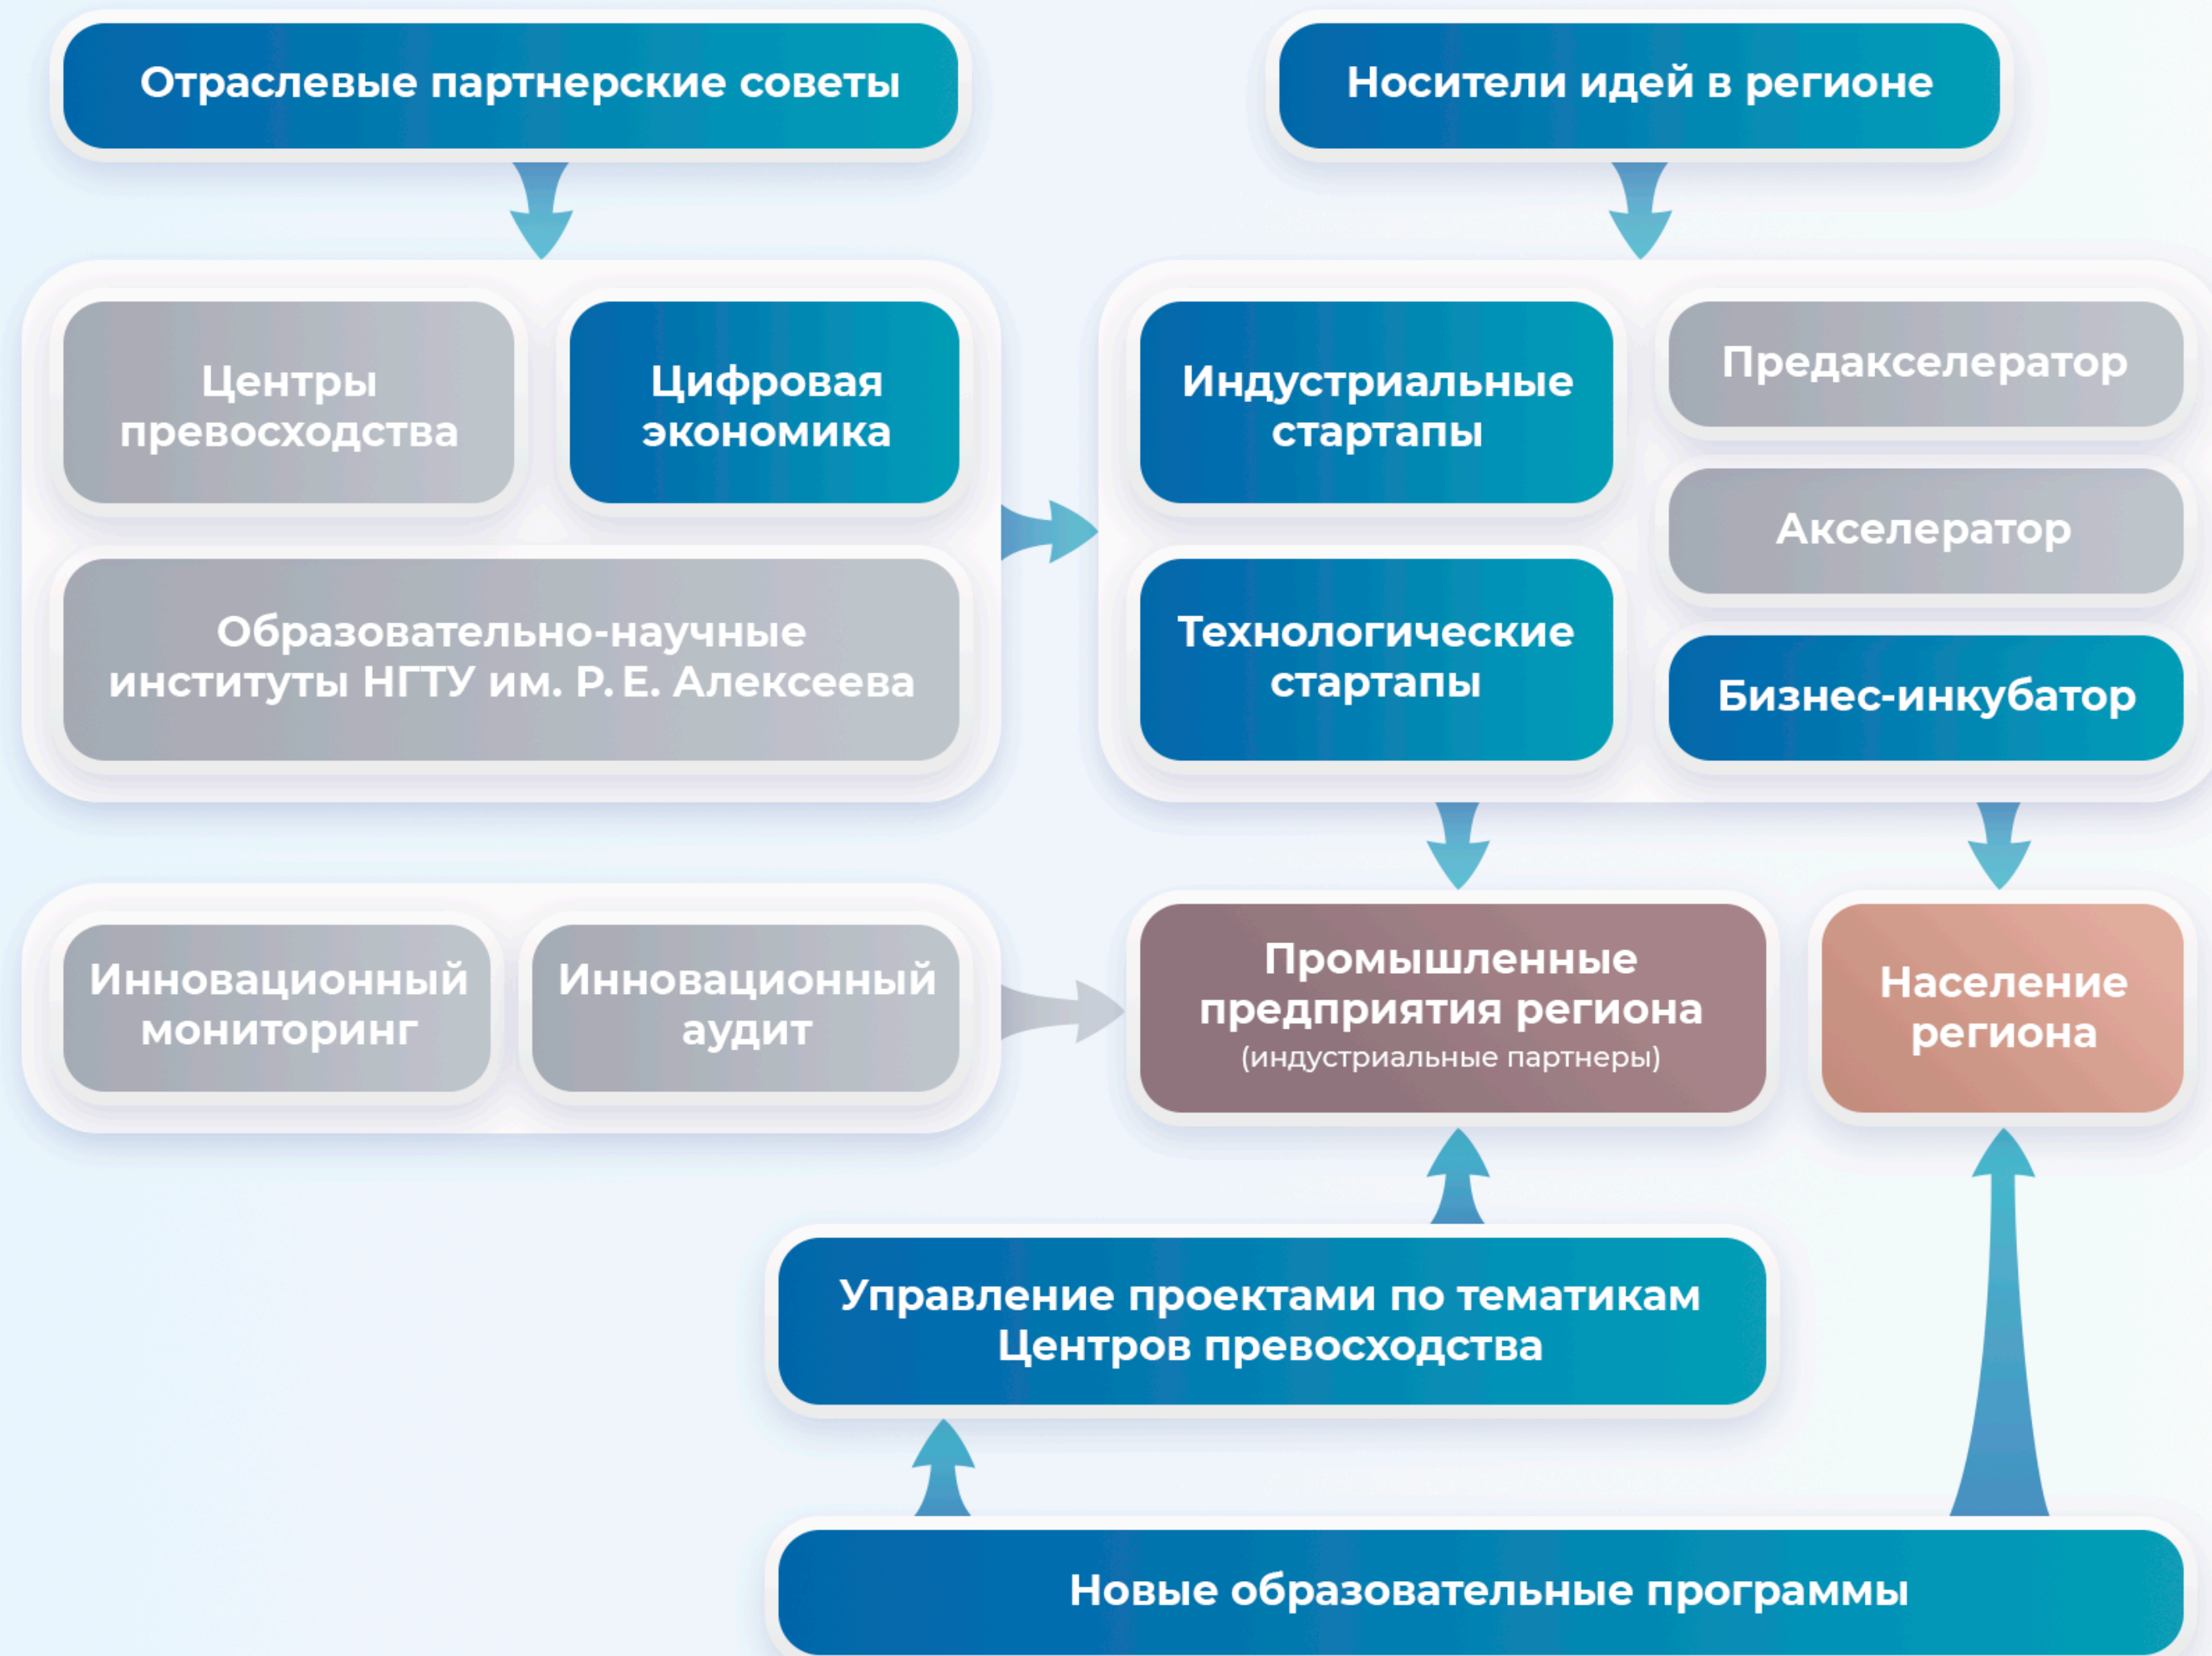 Отраслевые партнерские советы
Носители идей в регионе
Центры
превосходства
Цифровая
экономика
Образовательно-научные
институты НГТУ им. Р. Е. Алексеева
Индустриальные
стартапы
Технологические
стартапы
Предакселератор
Акселератор
Бизнес-инкубатор
Инновационный
мониторинг
Инновационный
аудит
Промышленные
предприятия региона
(индустриальные партнеры)
Население
региона
Управление проектами по тематикам
Центров превосходства
Новые образовательные программы